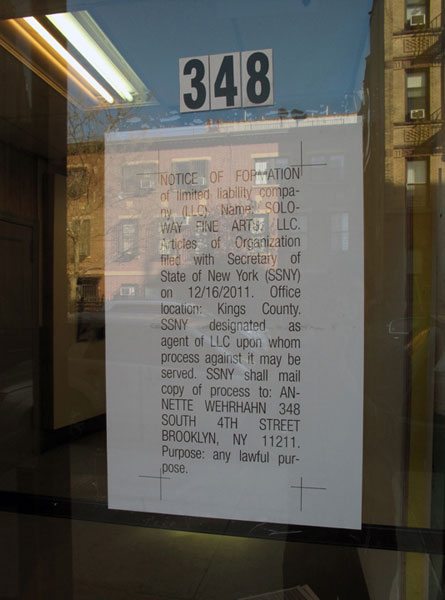 348
NOTICE OF FORMATION
of limited liability compa-
ny (LLC) Name: SOLO-
WAY FINE ARTS, LLC.
Articles of Organization
filed with Secretary of
State of New York (SSNY)
on 12/16/2011. Office
location: Kings County.
SSNY designated as
agent of LLC upon whom
process against it may be
served. SSNY shall mail
copy of process to: AN-
NETTE WEHRHAHN 348
SOUTH 4TH STREET
BROOKLYN, NY 11211.
Purpose: any lawful pur-
pose.